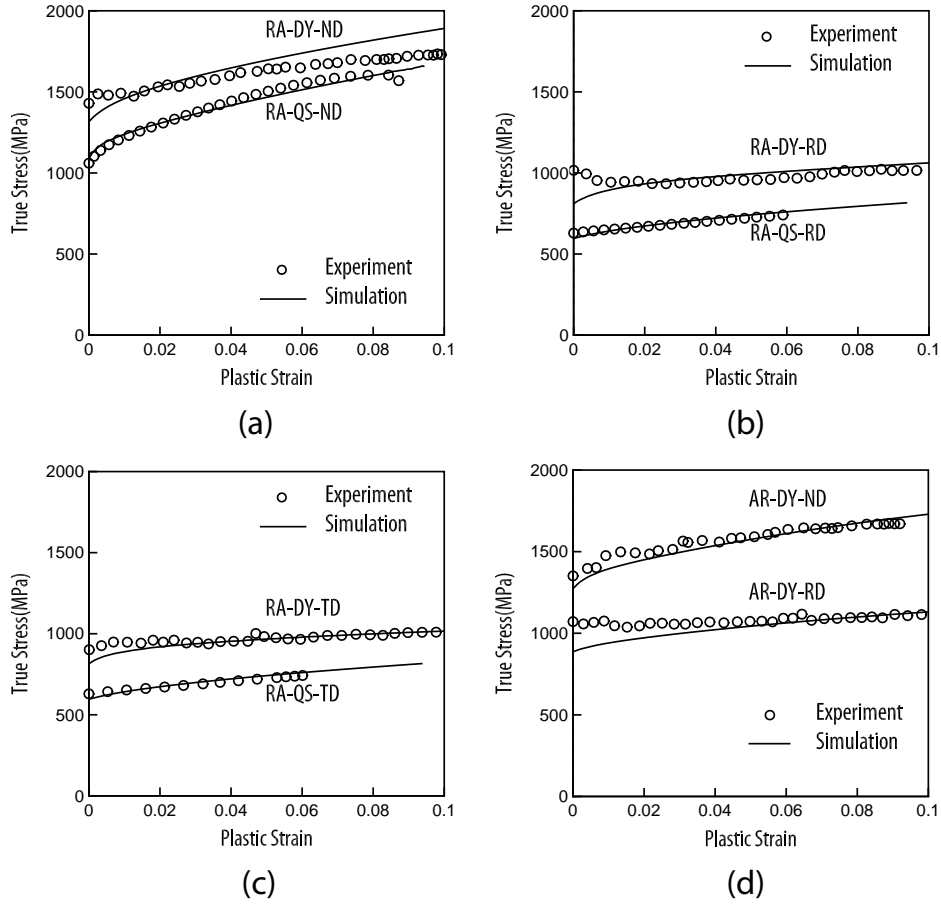 2000
1500
1000
500
0
True Stress(MPa)
RA-DY-ND
RA-QS-ND
Experiment
Simulation
0 0.02 0.04 0.06 0.08 0.1
Plastic Strain
(a)
2000
1500
1000
500
0
True Stress(MPa)
Experiment
Simulation
RA-DY-RD
RA-QS-RD
0 0.02 0.04 0.06 0.08 0.1
Plastic Strain
(b)
2000
1500
1000
500
0
True Stress(MPa)
Experiment
Simulation
RA-DY-TD
RA-QS-TD
0 0.02 0.04 0.06 0.08 0.1
Plastic Strain
(c)
2000
1500
1000
500
0
True Stress(MPa)
AR-DY-ND
AR-DY-RD
Experiment
Simulation
0 0.02 0.04 0.06 0.08 0.1
Plastic Strain
(d)